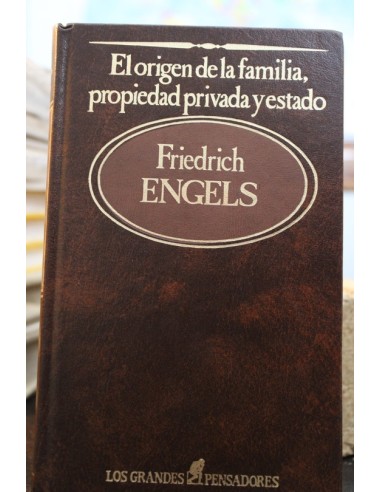 El origen de la familia,
propiedad privada y estado
Friedrich
ENGELS
LOS GRANDES PENSADORES